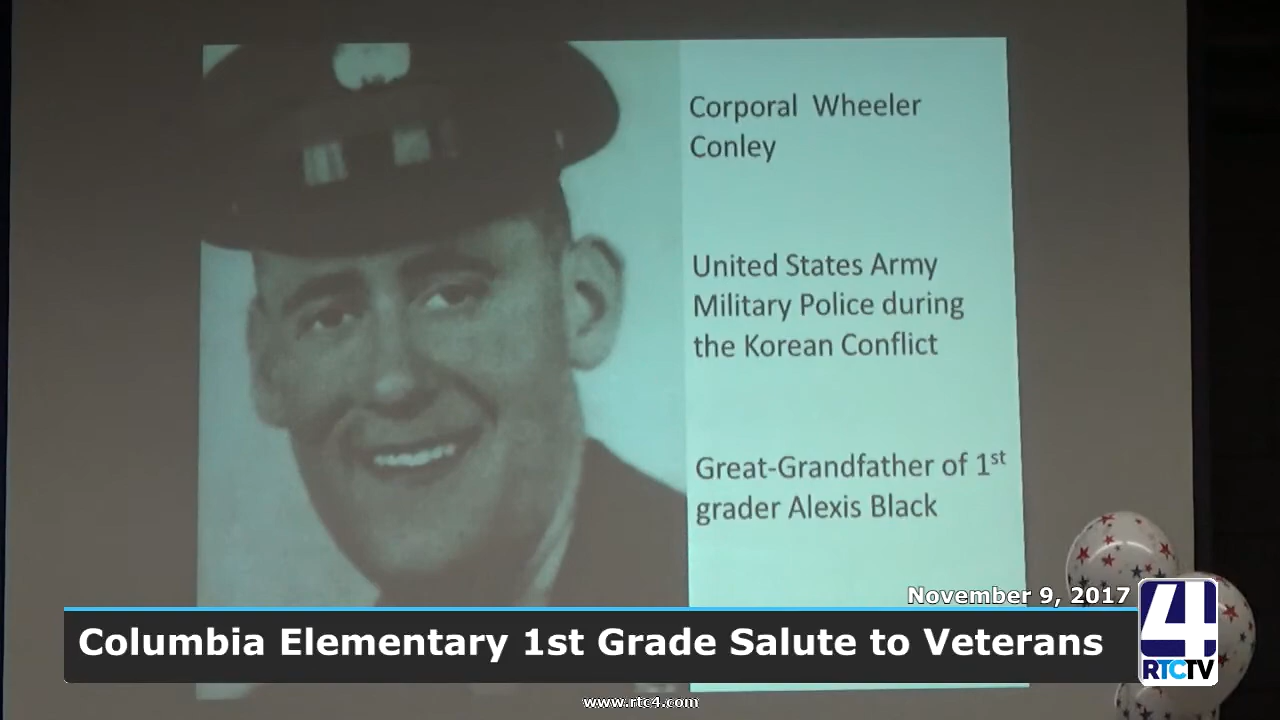 Corporal  Wheeler
Conley
United States Army
Military Police during
the Korean Conflict
Great-Grandfather of 1st
grader Alexis Black
November 9, 2017
Columbia Elementary 1st Grade Salute to Veterans
4
RTCTV
www.rtc4.com